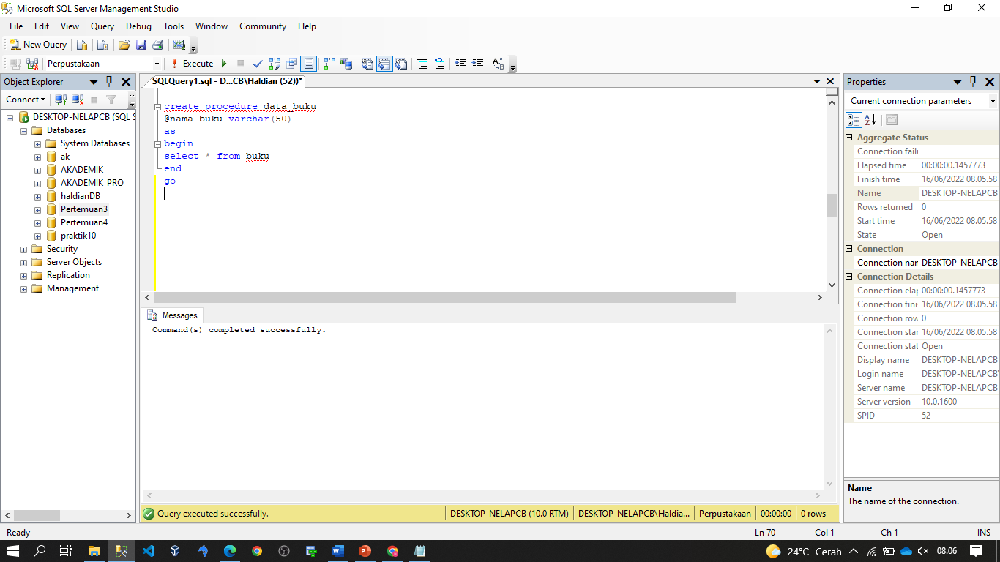 Microsoft SQL Server Management Studio
File Edit View Query Debug Tools Window Community Help
New Query
Perpustakaan Execute
Object Explorer
Connect
DESKTOP-NELAPCB (SQL S
Databases
System Databases
ak
AKADEMIK
AKADEMIK_PRO
haldianDB
Pertemuan3
Pertemuan4
praktik10
Security
Server Objects
Replication
Management
SQLQuery1.sql - D...CB\Haldian (52))*
create procedure data_buku
@nama_buku varchar(50)
as
begin
select * from buku
end
go
Messages
Command(s) completed successfully.
Query executed successfully. DESKTOP-NELAPCB (10.0 RTM) DESKTOP-NELAPCB\Haldia... Perpustakaan 00:00:00 0 rows
Properties
Current connection parameters
Aggregate Status
Connection failu
Elapsed time 00:00:00.1457773
Finish time 16/06/2022 08.05.58
Name DESKTOP-NELAPCB
Rows returned 0
Start time 16/06/2022 08.05.58
State Open
Connection
Connection nar DESKTOP-NELAPCB
Connection Details
Connection elap 00:00:00.1457773
Connection fini 16/06/2022 08.05.58
Connection row 0
Connection star 16/06/2022 08.05.58
Connection stat Open
Display name DESKTOP-NELAPCB
Login name DESKTOP-NELAPCB\
Server name DESKTOP-NELAPCB
Server version 10.0.1600
SPID 52
Name
The name of the connection.
Ready Ln 70 Col 1 Ch 1 INS
24°C Cerah 08.06